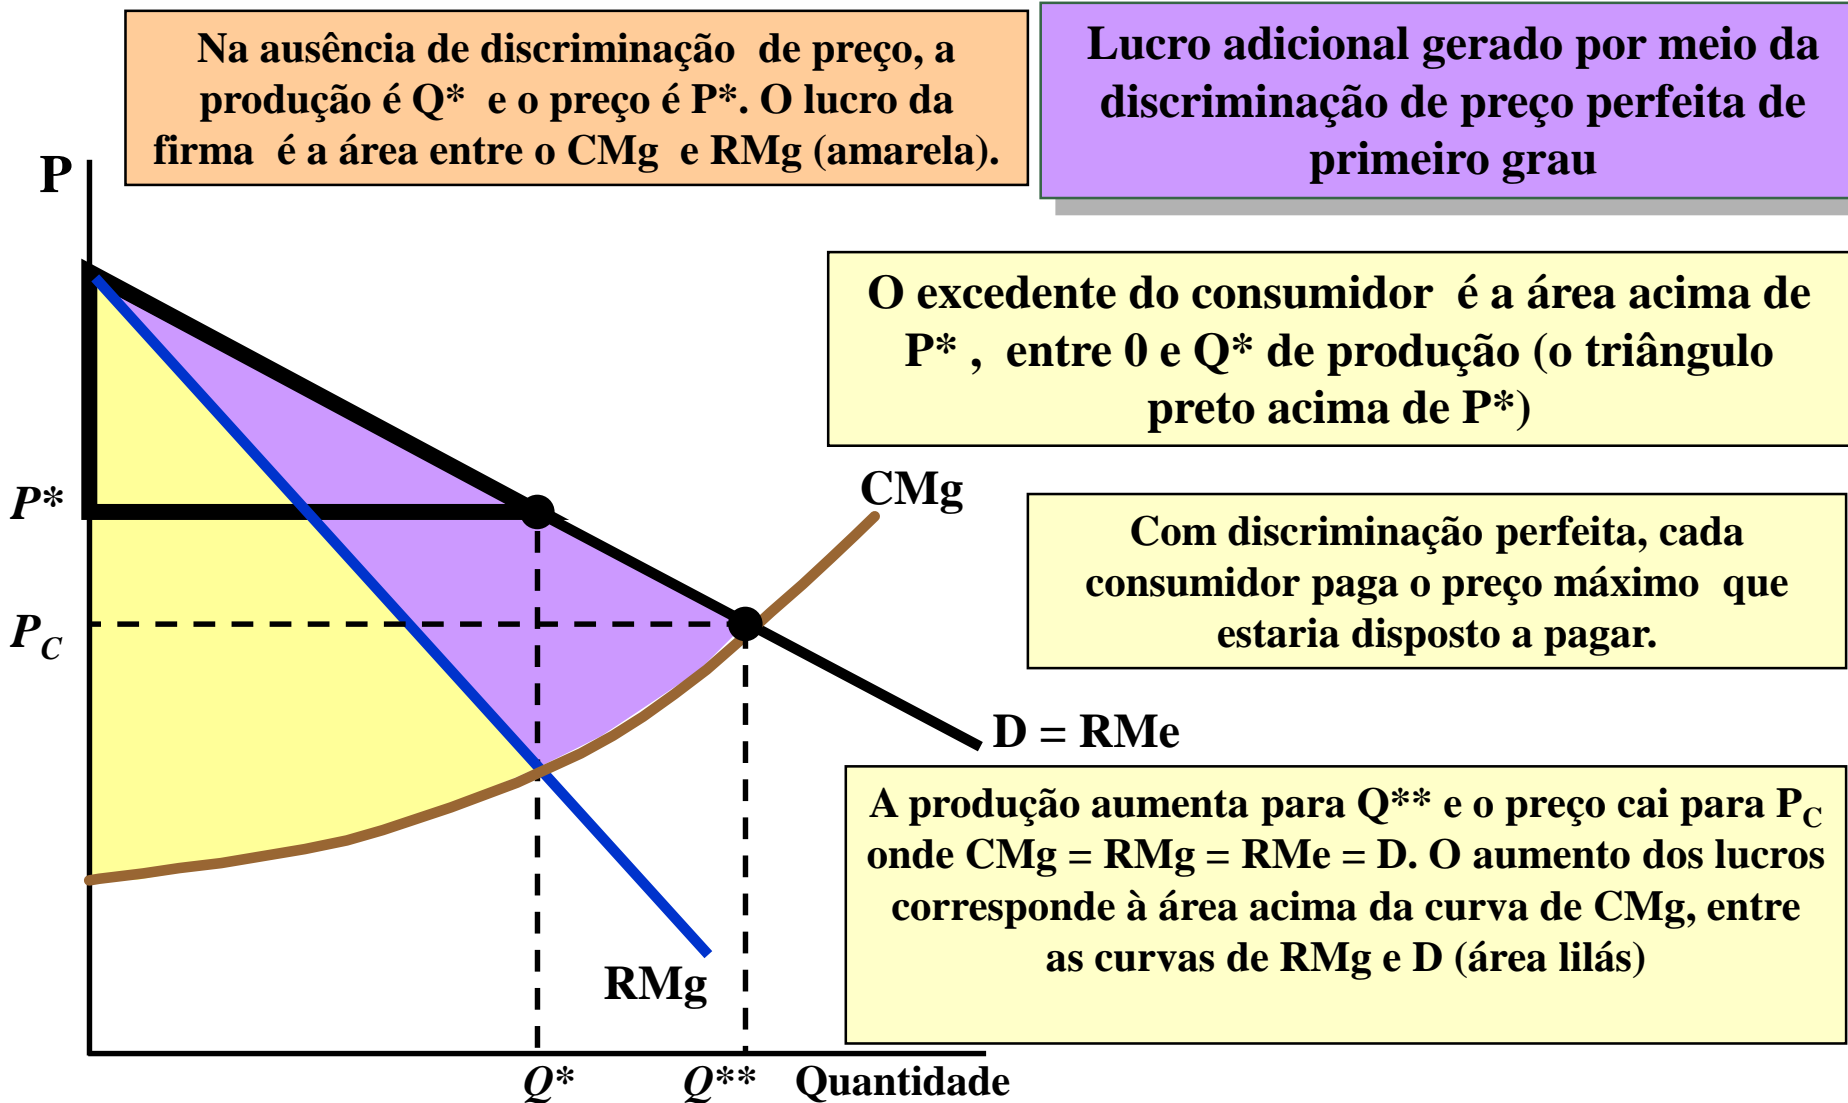 Na ausência de discriminação de preço, a
produção é Q* e o preço é P*. O lucro da
firma é a área entre o CMg e RMg (amarela).
Lucro adicional gerado por meio da
discriminação de preço perfeita de
primeiro grau
P
O excedente do consumidor é a área acima de
P* , entre 0 e Q* de produção (o triângulo
preto acima de P*)
P*
CMg
Com discriminação perfeita, cada
consumidor paga o preço máximo que
estaria disposto a pagar.
PC
D = RMe
A produção aumenta para Q** e o preço cai para PC
onde CMg = RMg = RMe = D. O aumento dos lucros
corresponde à área acima da curva de CMg, entre
as curvas de RMg e D (área lilás)
RMg
Q*
Q**
Quantidade